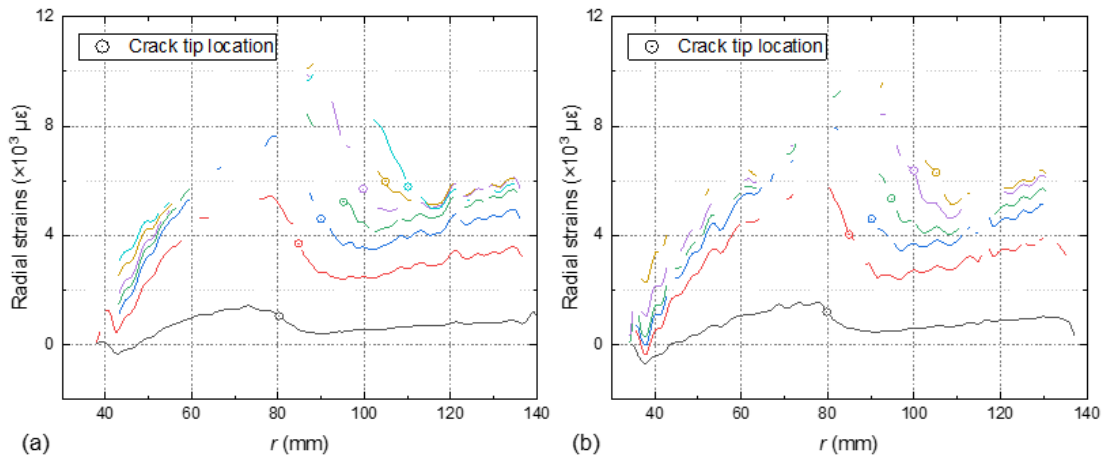 12
8
4
0
Radial strains (×10³ με)
Crack tip location
40 60 80 100 120 140
r (mm)
(a)
12
8
4
0
Radial strains (×10³ με)
Crack tip location
40 60 80 100 120 140
r (mm)
(b)